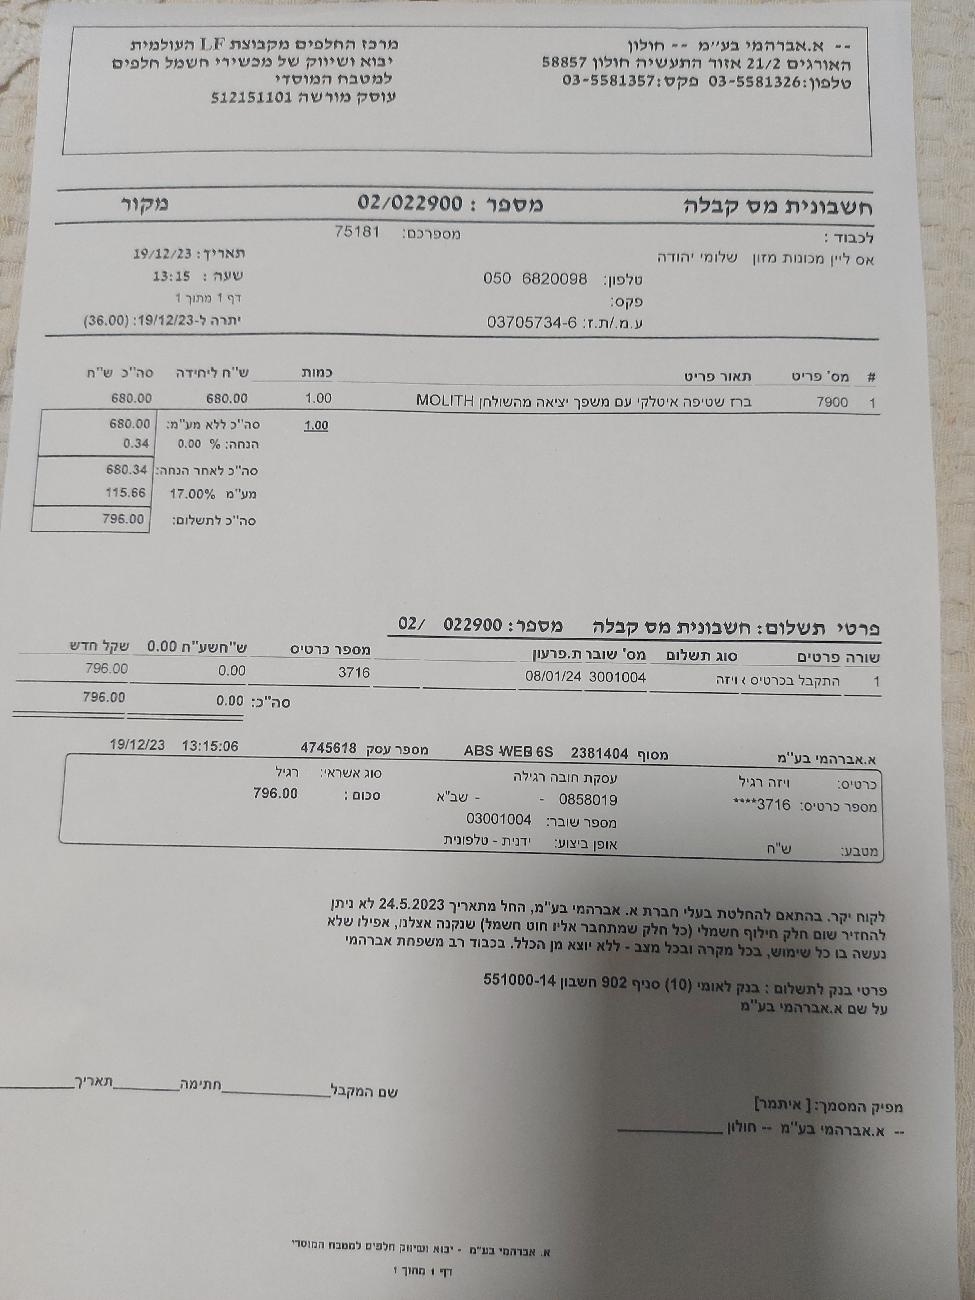 -- א.אברהמי בע״מ -- חולון
האורגים 21/2 אזור התעשיה חולון 58857
טלפון:03-5581326 פקס:03-5581357
מרכז החלפים מקבוצת LF העולמית
יבוא ושיווק של מכשירי חשמל חלפים
למטבח המוסדי
עוסק מורשה 512151101
חשבונית מס קבלה מספר : 02/022900 מקור
לכבוד : מספרכם: 75181
אס ליין מכונות מזון שלומי יהודה
תאריך: 19/12/23
טלפון: 050 6820098
שעה : 13:15
פקס:
דף 1 מתוך 1
ע.מ./ת.ז: 03705734-6
יתרה ל-19/12/23: (36.00)
# מס' פריט תאור פריט כמות ש"ח ליחידה סה"כ ש"ח
1 7900 ברז שטיפה איטלקי עם משפך יציאה מהשולחן MOLITH 1.00 680.00 680.00
1.00 סה"כ ללא מע"מ: 680.00
הנחה: % 0.00 0.34
סה"כ לאחר הנחה: 680.34
מע"מ 17.00% 115.66
סה"כ לתשלום: 796.00
פרטי תשלום: חשבונית מס קבלה מספר: 022900 /02
שורה פרטים סוג תשלום מס' שובר ת.פרעון מספר כרטיס ש"חשע"ח 0.00 שקל חדש
1 התקבל בכרטיס › ויזה 3001004 08/01/24 3716 0.00 796.00
סה"כ: 0.00 796.00
א.אברהמי בע"מ מסוף 2381404 ABS WEB 6S מספר עסק 4745618 13:15:06 19/12/23
כרטיס: ויזה רגיל עסקת חובה רגילה סוג אשראי: רגיל
מספר כרטיס: 3716**** 0858019 - - שב"א סכום : 796.00
מספר שובר: 03001004
מטבע: ש"ח אופן ביצוע: ידנית - טלפונית
לקוח יקר. בהתאם להחלטת בעלי חברת א. אברהמי בע"מ, החל מתאריך 24.5.2023 לא ניתן
להחזיר שום חלק חילוף חשמלי (כל חלק שמתחבר אליו חוט חשמל) שנקנה אצלנו, אפילו שלא
נעשה בו כל שימוש, בכל מקרה ובכל מצב - ללא יוצא מן הכלל. בכבוד רב משפחת אברהמי
פרטי בנק לתשלום : בנק לאומי (10) סניף 902 חשבון 551000-14
על שם א.אברהמי בע"מ
שם המקבל____________חתימה________תאריך________
מפיק המסמך:[ איתמר]
-- א.אברהמי בע"מ -- חולון ____________
א. אברהמי בע"מ - יבוא ושיווק חלפים למטבח המוסדי
דף 1 מתוך 1